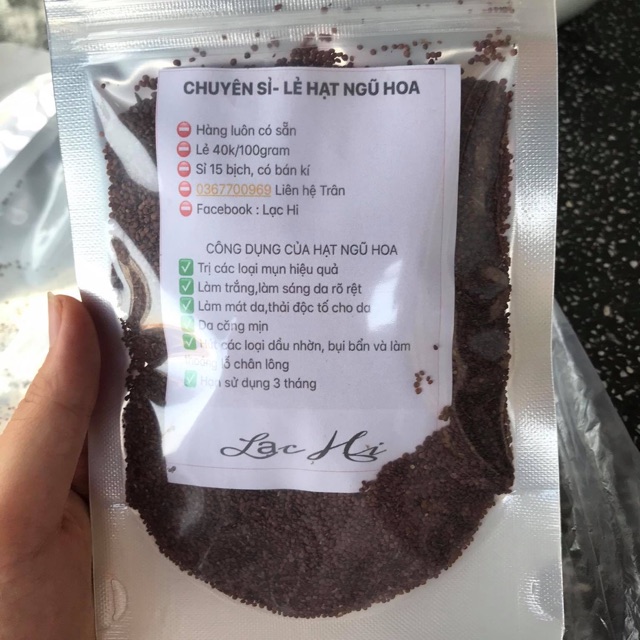 CHUYÊN SỈ- LẺ HẠT NGŨ HOA
Hàng luôn có sẵn
Lẻ 40k/100gram
Sỉ 15 bịch, có bán kí
0367700969 Liên hệ Trân
Facebook : Lạc Hi
CÔNG DỤNG CỦA HẠT NGŨ HOA
Trị các loại mụn hiệu quả
Làm trắng,làm sáng da rõ rệt
Làm mát da,thải độc tố cho da
Da căng mịn
các loại dầu nhờn, bụi bẩn và làm
lỗ chân lông
Hạn sử dụng 3 tháng
Lạc Hi